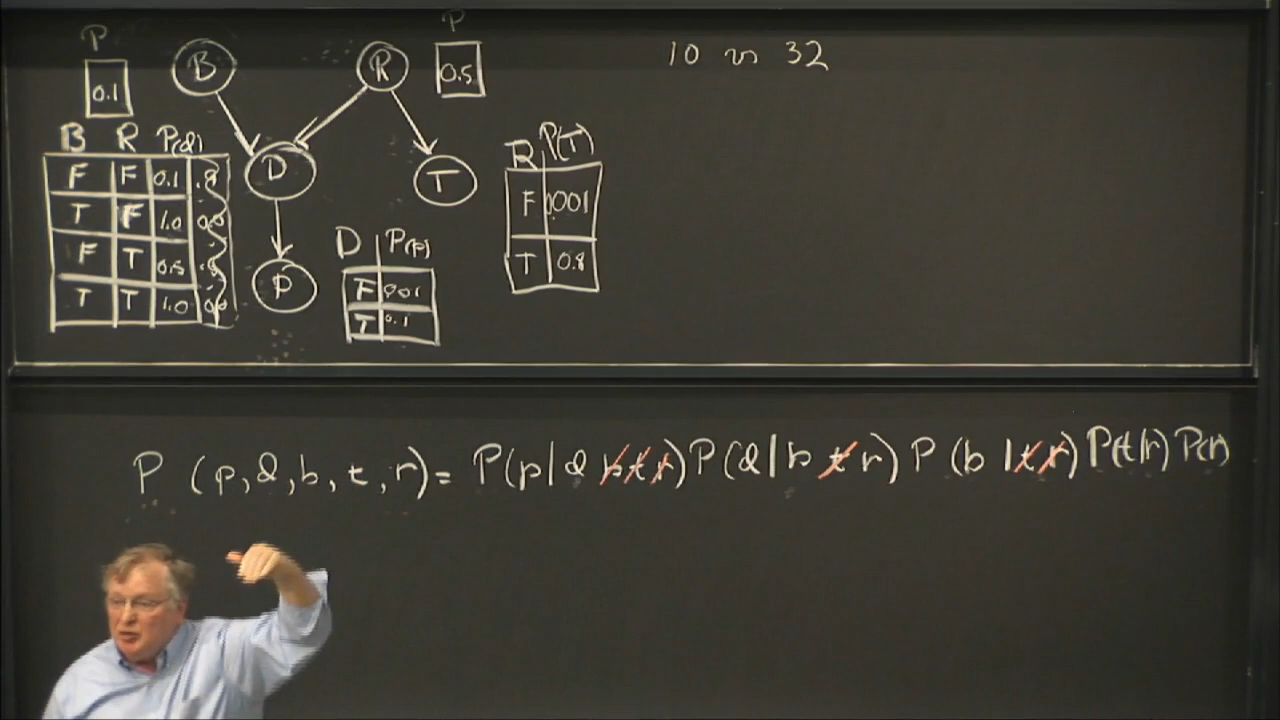 P
0.1
B
R
P
0.5
10 vs 32
B R P(d)
F F 0.1
T F 1.0
F T 0.5
T T 1.0
D
T
P
D P(p)
F .001
T 0.1
R P(T)
F .001
T 0.8
P (p,d,b,t,r)= P(p|d b t r) P(d|b t r) P(b|t r) P(t|r) P(r)